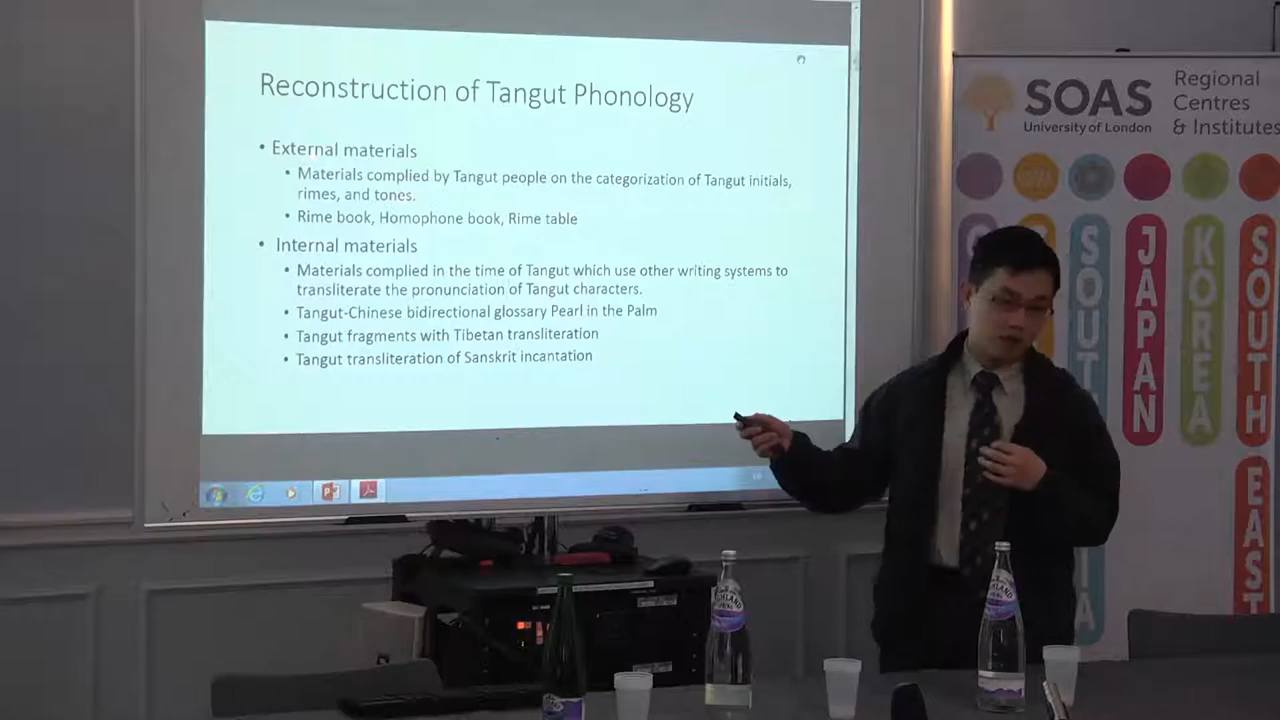 Reconstruction of Tangut Phonology
• External materials
• Materials complied by Tangut people on the categorization of Tangut initials,
rimes, and tones.
• Rime book, Homophone book, Rime table
• Internal materials
• Materials complied in the time of Tangut which use other writing systems to
transliterate the pronunciation of Tangut characters.
• Tangut-Chinese bidirectional glossary Pearl in the Palm
• Tangut fragments with Tibetan transliteration
• Tangut transliteration of Sanskrit incantation
SOAS
University of London
Regional
Centres
& Institutes
JAPAN
KOREA
SOUTH
EAST